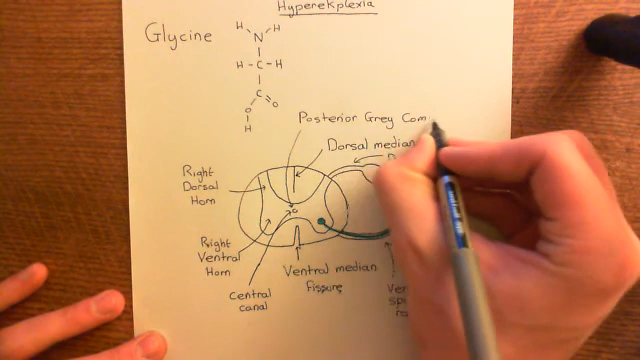 Hyperekplexia
Glycine
H H
N
H-C-H
C
O O
H
Posterior Grey Com
Dorsal median
Right
Dorsal
Horn
Right
Ventral
Horn
Central
canal
Ventral median
fissure